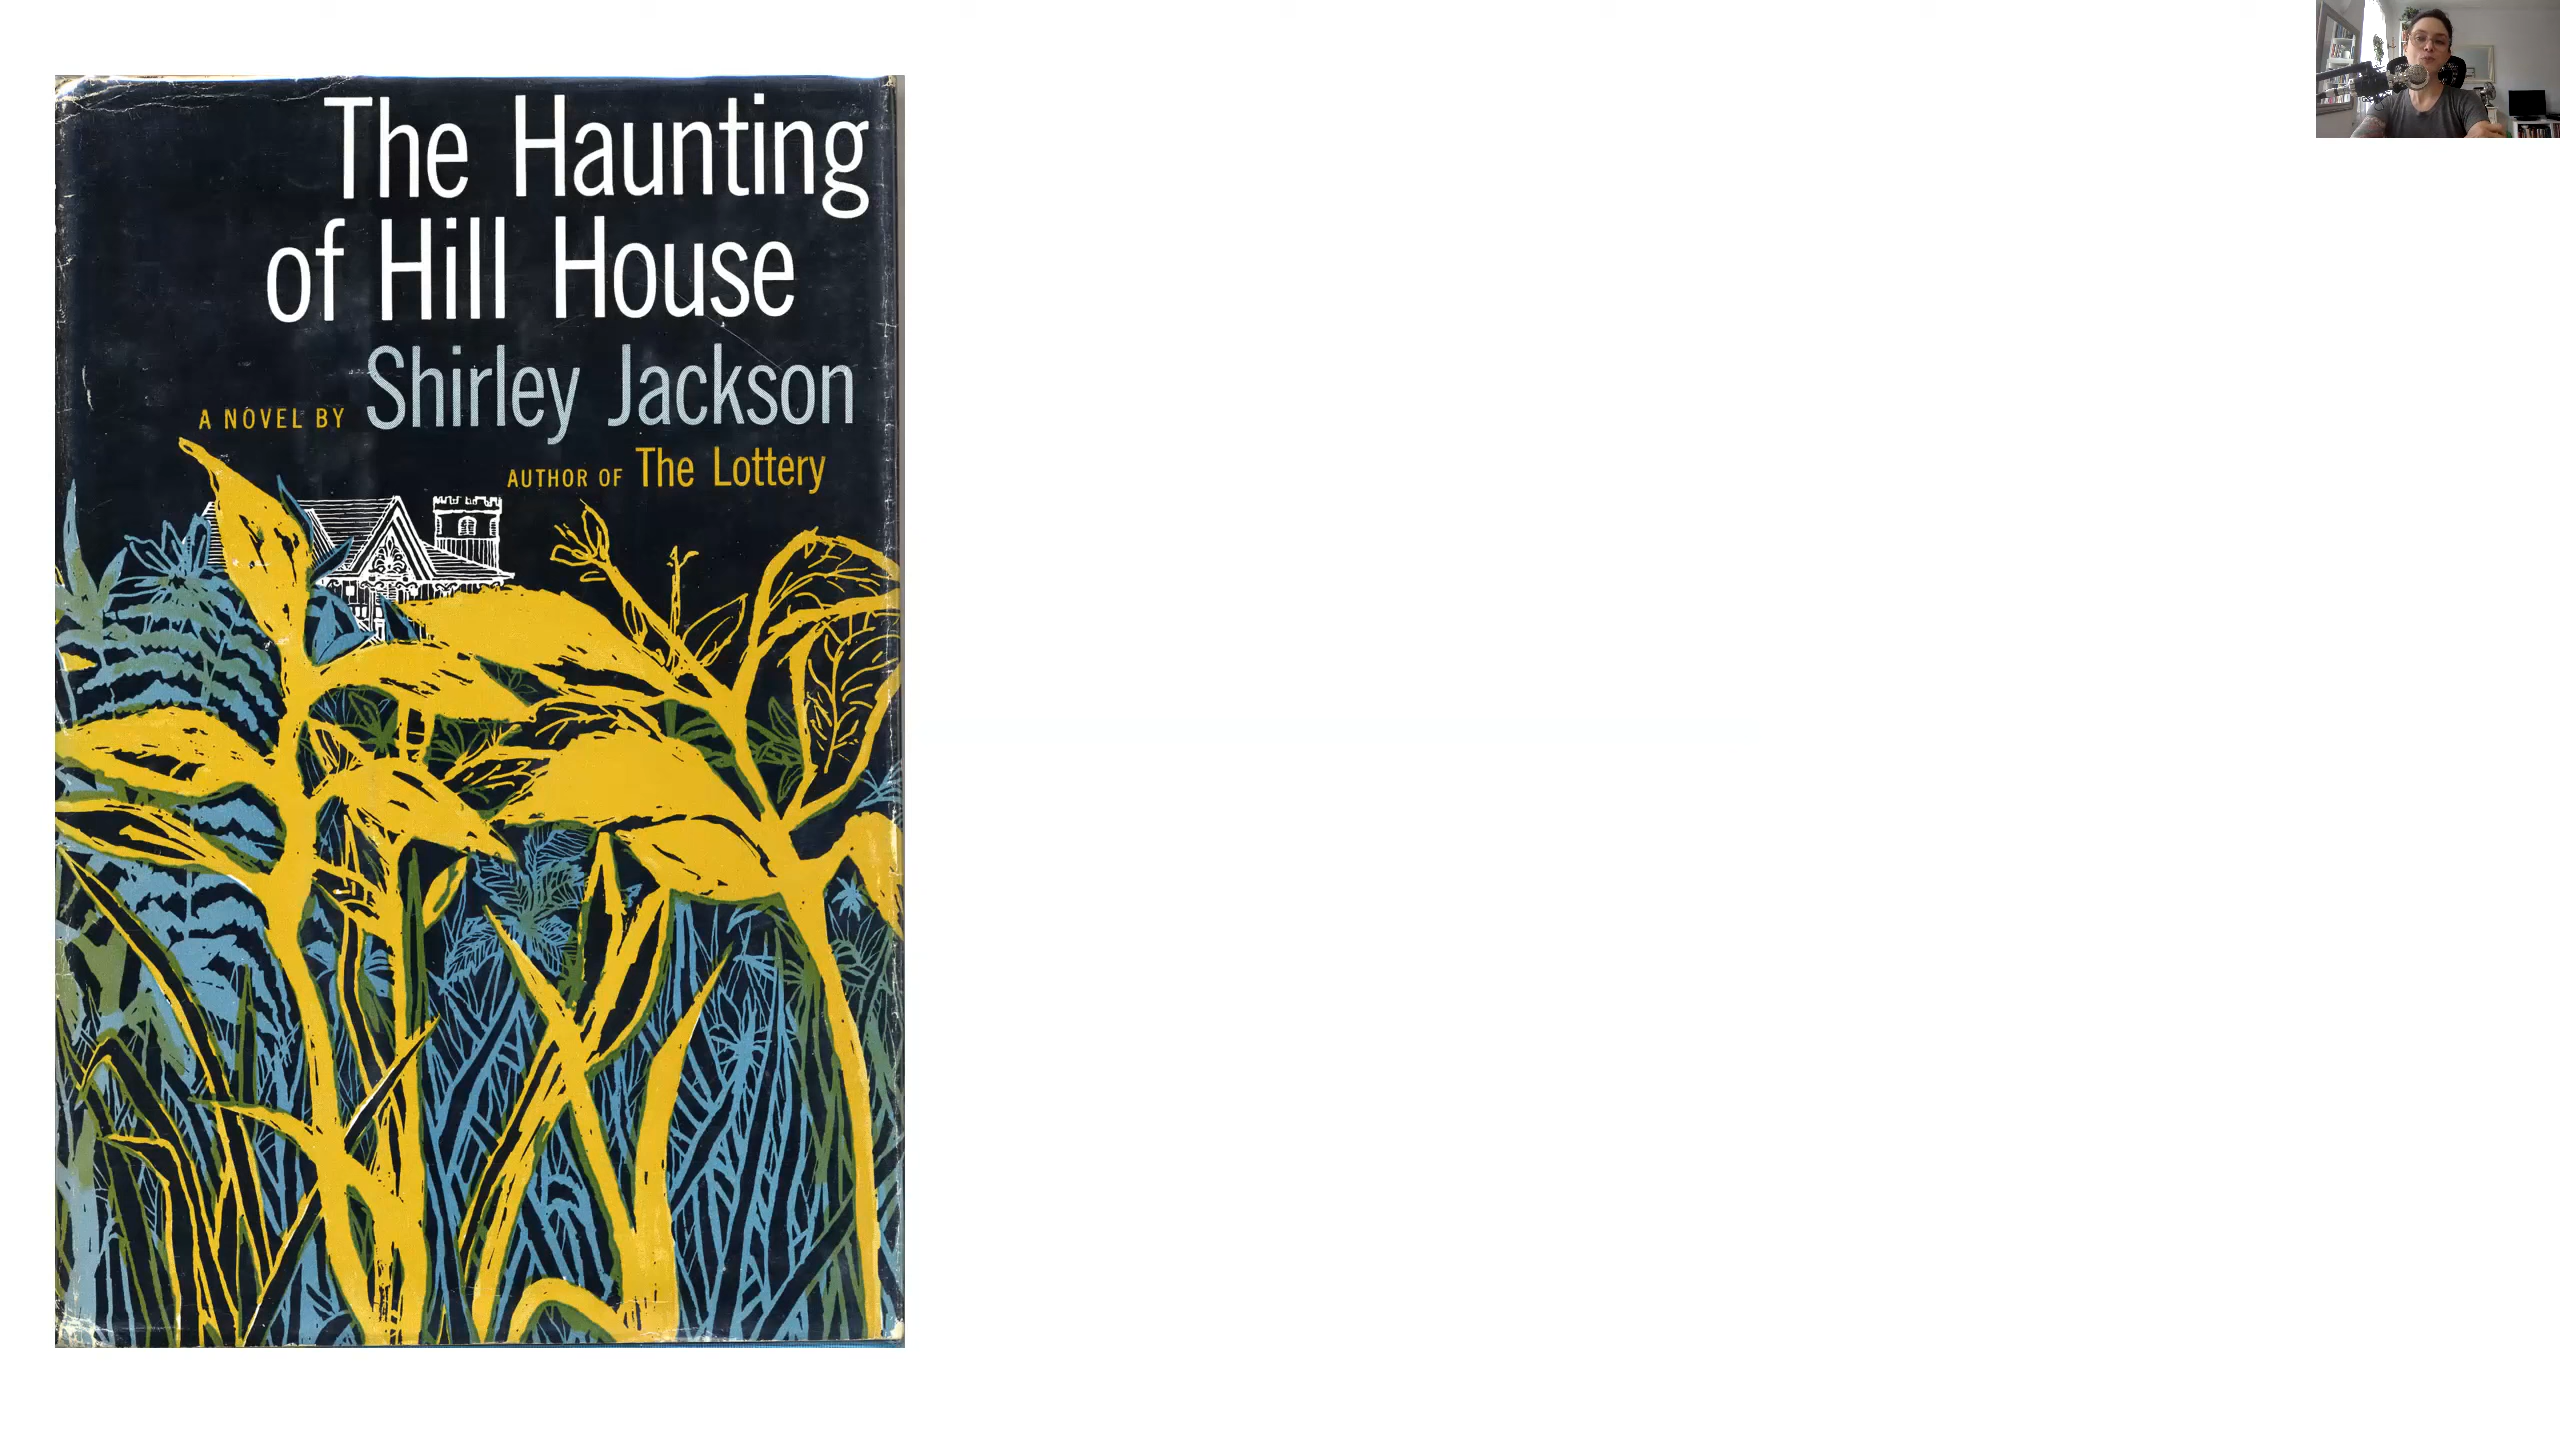 The Haunting
of Hill House
A NOVEL BY Shirley Jackson
AUTHOR OF The Lottery